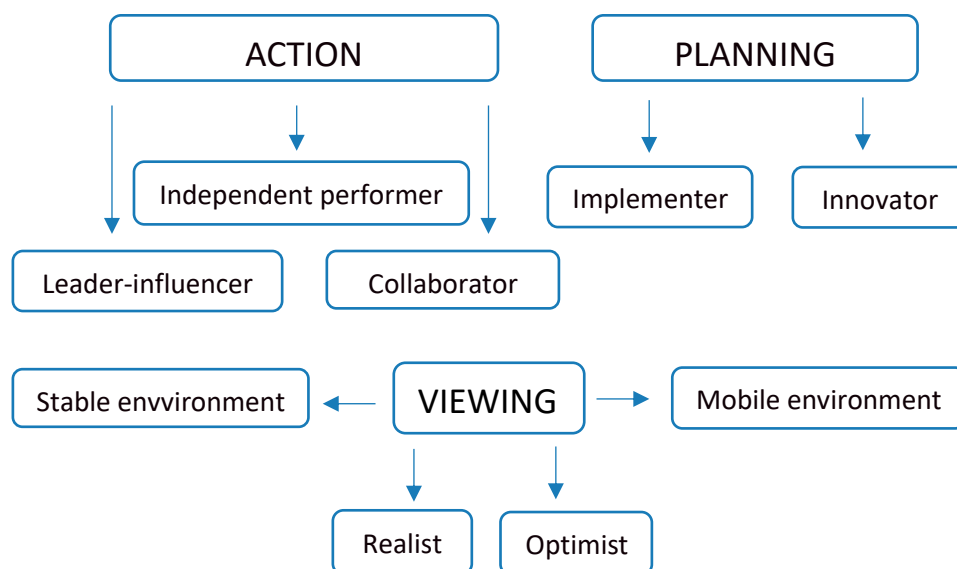 ACTION
PLANNING
Independent performer
Implementer
Innovator
Leader-influencer
Collaborator
Stable envvironment
VIEWING
Mobile environment
Realist
Optimist